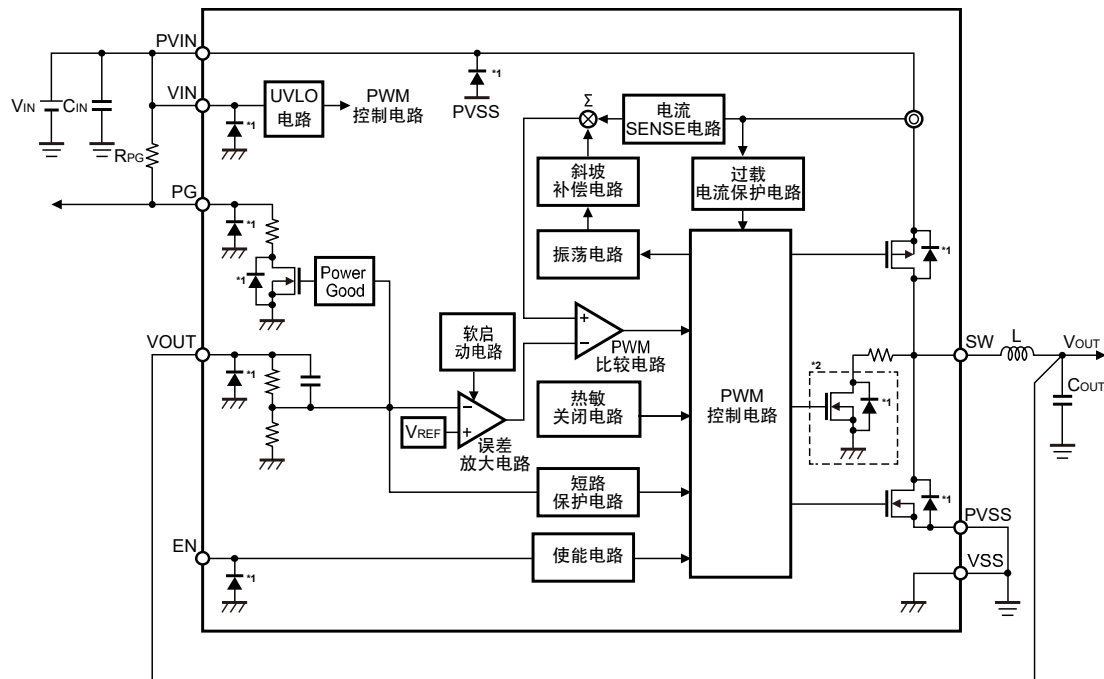 PVIN
VIN
VIN
CIN
RPG
PG
VOUT
EN
*1
UVLO
电路
PWM
控制电路
*1
PVSS
Σ
电流
SENSE电路
斜坡
补偿电路
过载
电流保护电路
*1
*1
Power
Good
振荡电路
*1
*1
软启
动电路
+
−
PWM
比较电路
VREF
−
+
误差
放大电路
热敏
关闭电路
PWM
控制电路
*2
*1
SW
L
VOUT
COUT
短路
保护电路
*1
PVSS
VSS
使能电路
*1